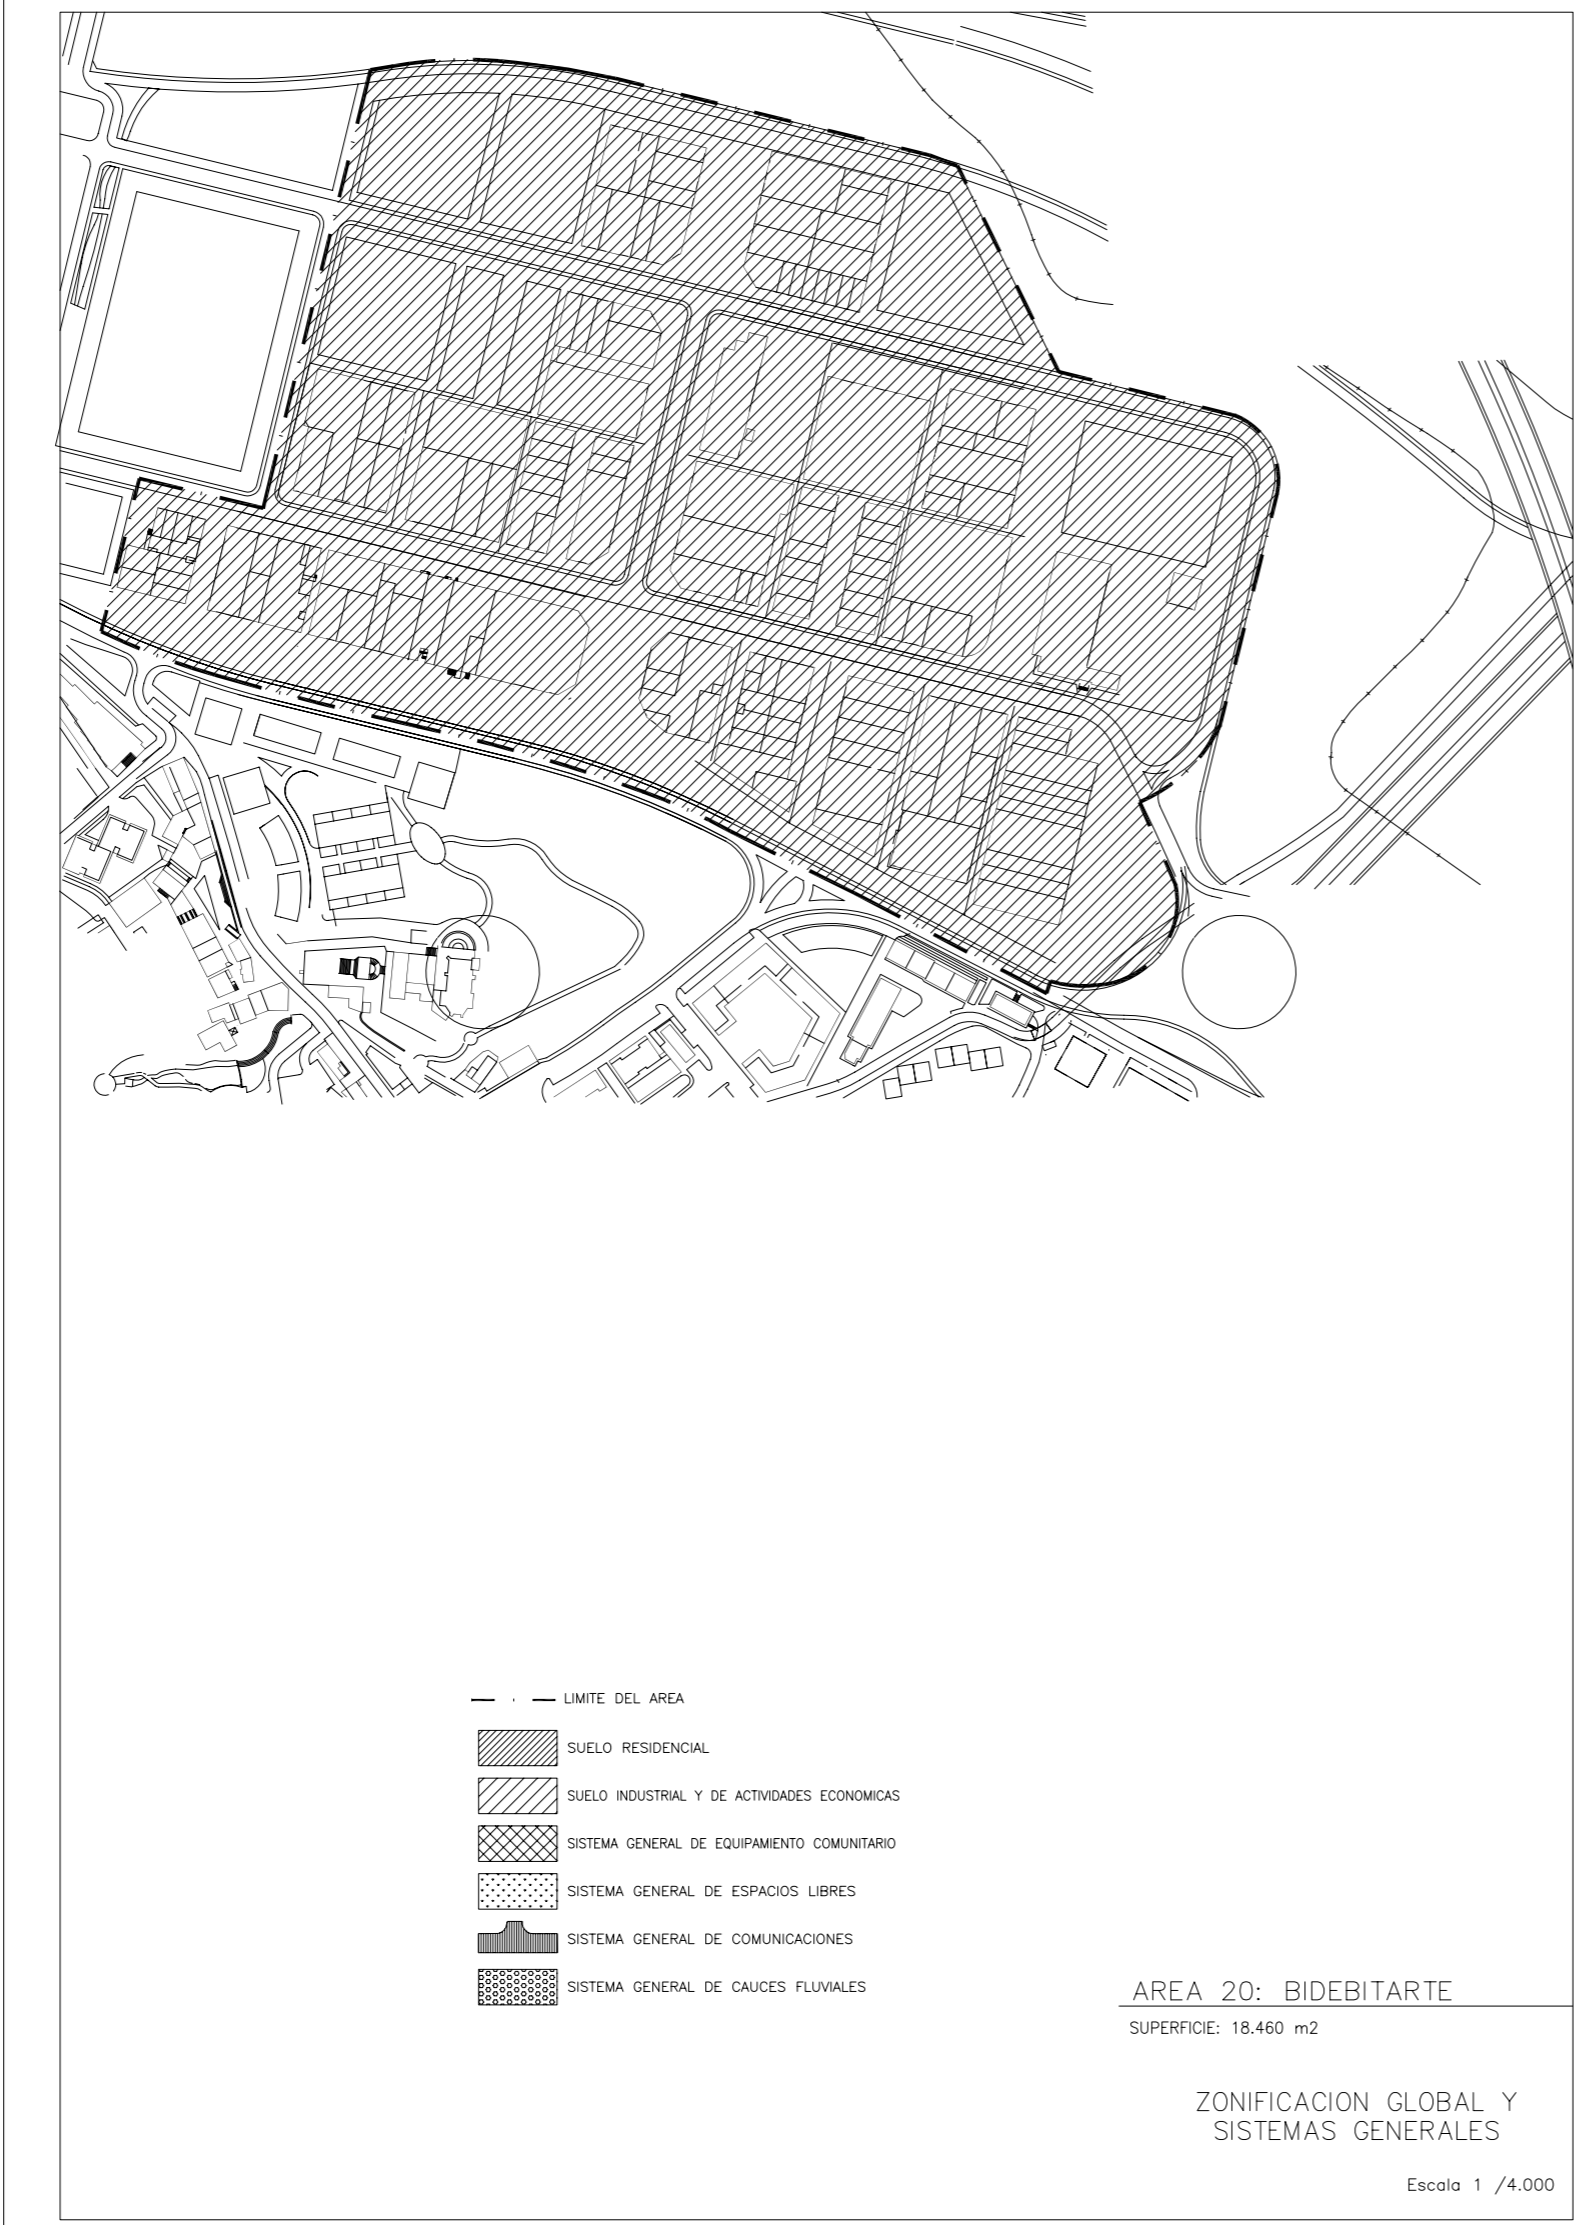 LIMITE DEL AREA
SUELO RESIDENCIAL
SUELO INDUSTRIAL Y DE ACTIVIDADES ECONOMICAS
SISTEMA GENERAL DE EQUIPAMIENTO COMUNITARIO
SISTEMA GENERAL DE ESPACIOS LIBRES
SISTEMA GENERAL DE COMUNICACIONES
SISTEMA GENERAL DE CAUCES FLUVIALES
AREA 20: BIDEBITARTE
SUPERFICIE: 18.460 m2
ZONIFICACION GLOBAL Y
SISTEMAS GENERALES
Escala 1 /4.000